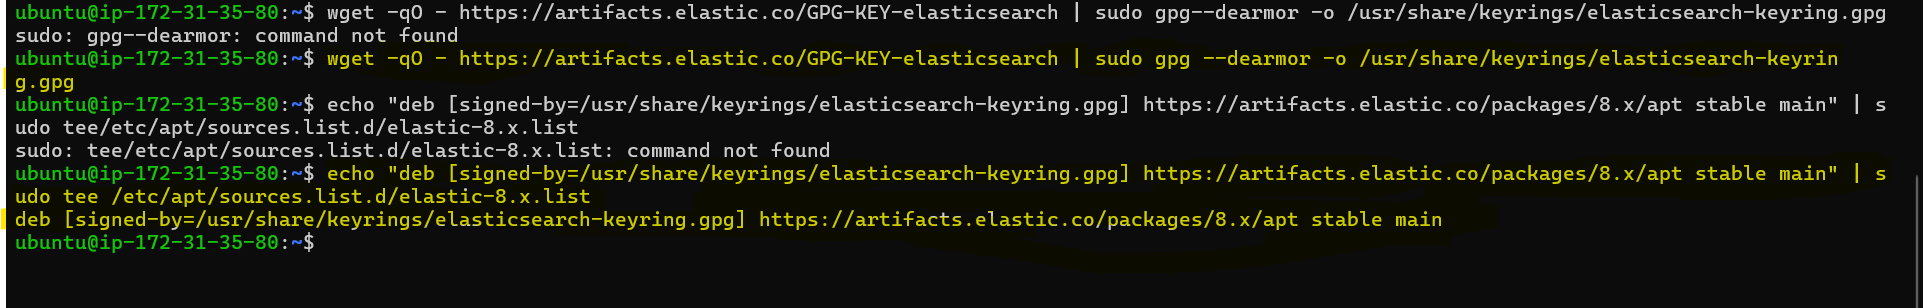 ubuntu@ip-172-31-35-80:~$ wget -qO - https://artifacts.elastic.co/GPG-KEY-elasticsearch | sudo gpg--dearmor -o /usr/share/keyrings/elasticsearch-keyring.gpg
sudo: gpg--dearmor: command not found
ubuntu@ip-172-31-35-80:~$ wget -qO - https://artifacts.elastic.co/GPG-KEY-elasticsearch | sudo gpg --dearmor -o /usr/share/keyrings/elasticsearch-keyrin
g.gpg
ubuntu@ip-172-31-35-80:~$ echo "deb [signed-by=/usr/share/keyrings/elasticsearch-keyring.gpg] https://artifacts.elastic.co/packages/8.x/apt stable main" | s
udo tee/etc/apt/sources.list.d/elastic-8.x.list
sudo: tee/etc/apt/sources.list.d/elastic-8.x.list: command not found
ubuntu@ip-172-31-35-80:~$ echo "deb [signed-by=/usr/share/keyrings/elasticsearch-keyring.gpg] https://artifacts.elastic.co/packages/8.x/apt stable main" | s
udo tee /etc/apt/sources.list.d/elastic-8.x.list
deb [signed-by=/usr/share/keyrings/elasticsearch-keyring.gpg] https://artifacts.elastic.co/packages/8.x/apt stable main
ubuntu@ip-172-31-35-80:~$